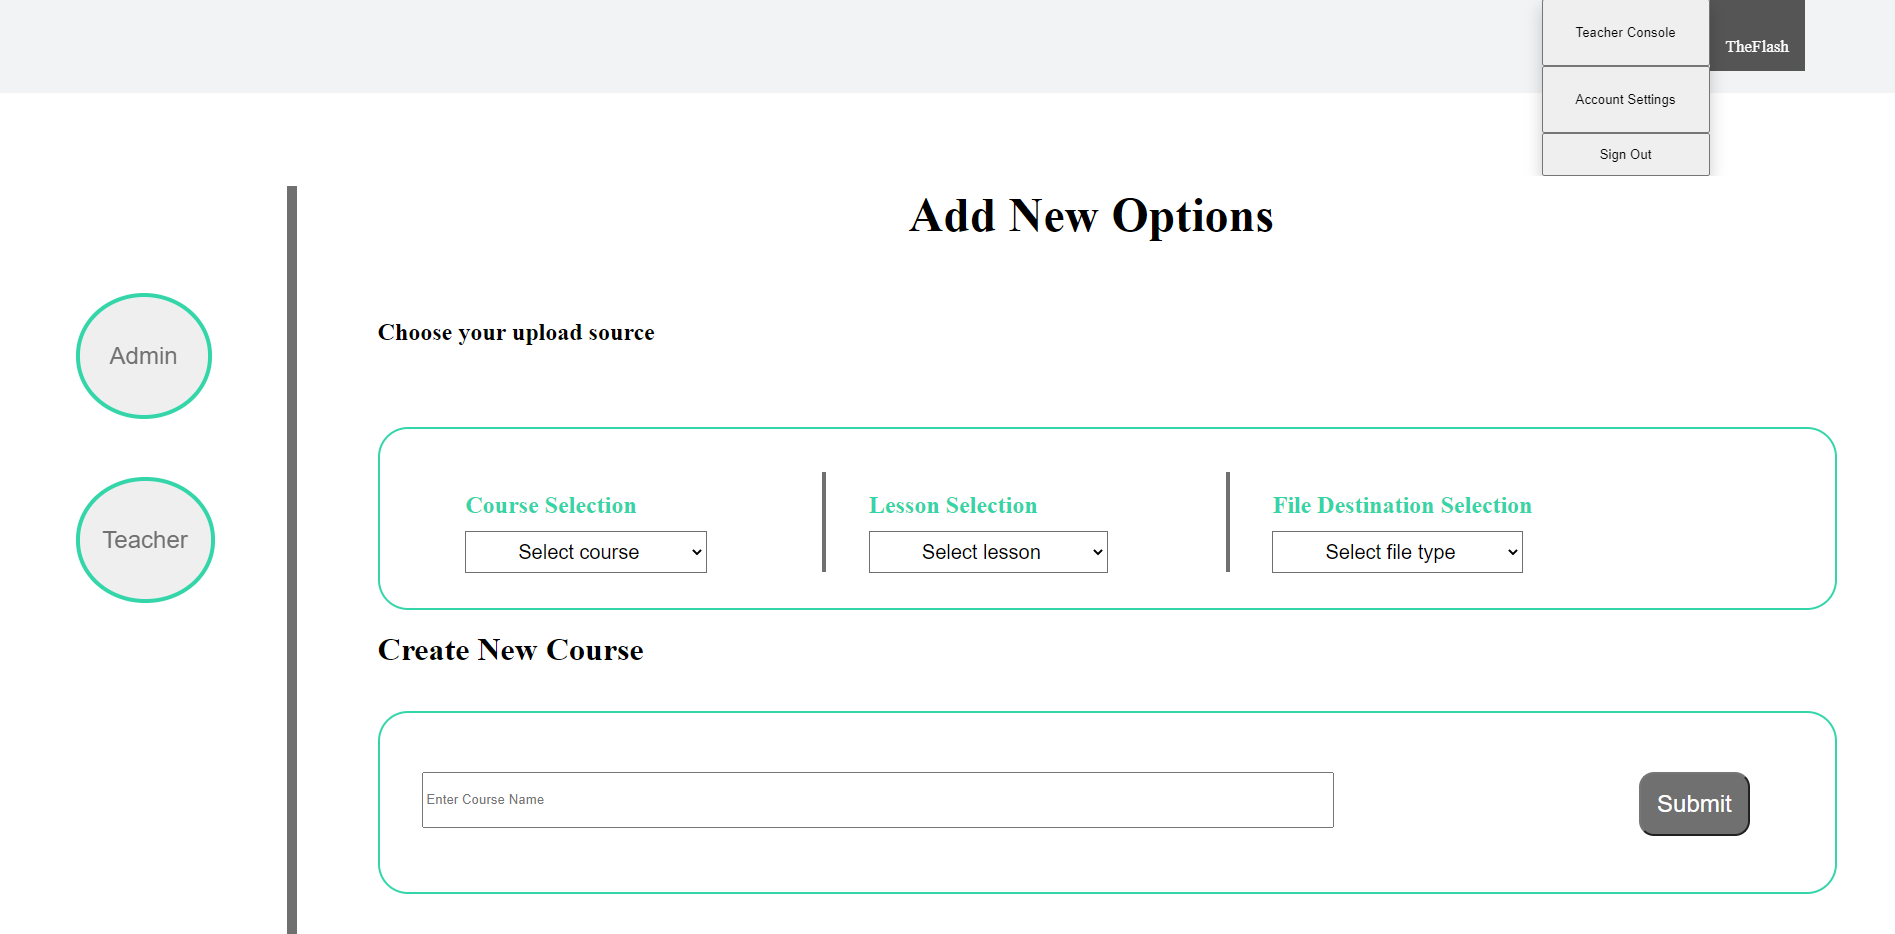 Teacher Console
TheFlash
Account Settings
Sign Out
Add New Options
Admin
Teacher
Choose your upload source
Course Selection
Select course
Lesson Selection
Select lesson
File Destination Selection
Select file type
Create New Course
Enter Course Name
Submit